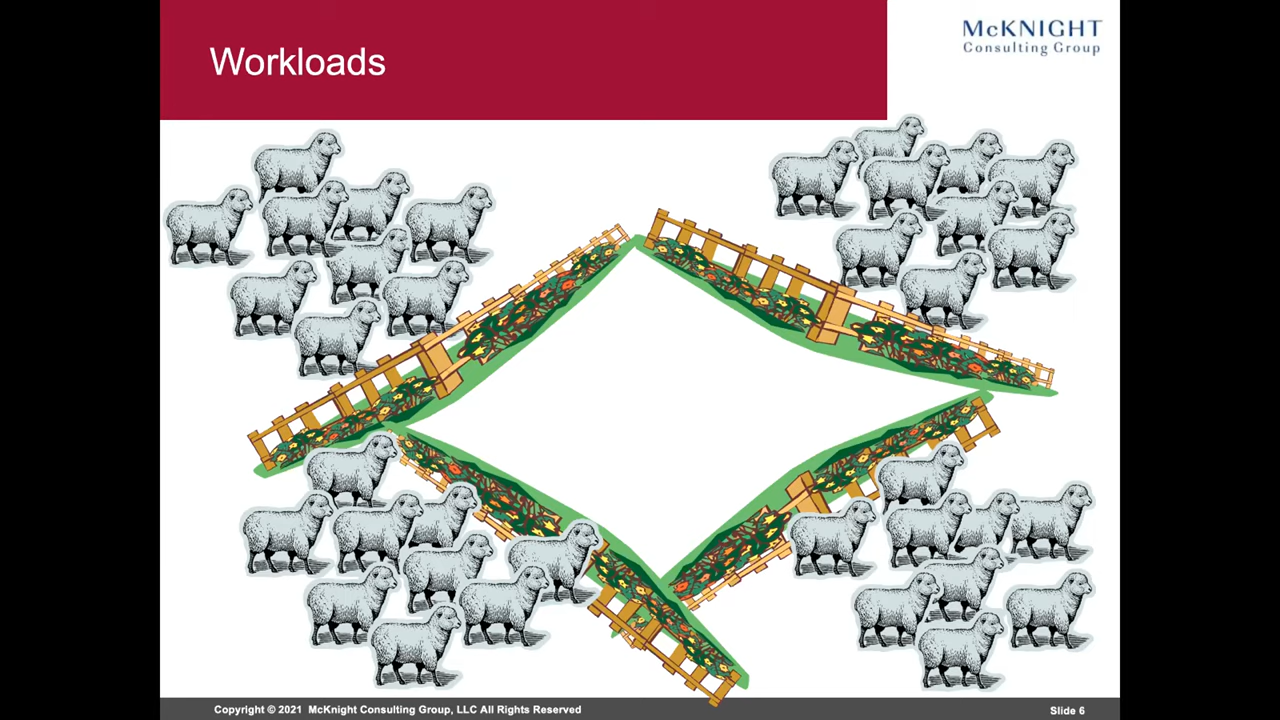 Workloads
McKNIGHT
Consulting Group
Copyright © 2021 McKnight Consulting Group, LLC All Rights Reserved
Slide 6